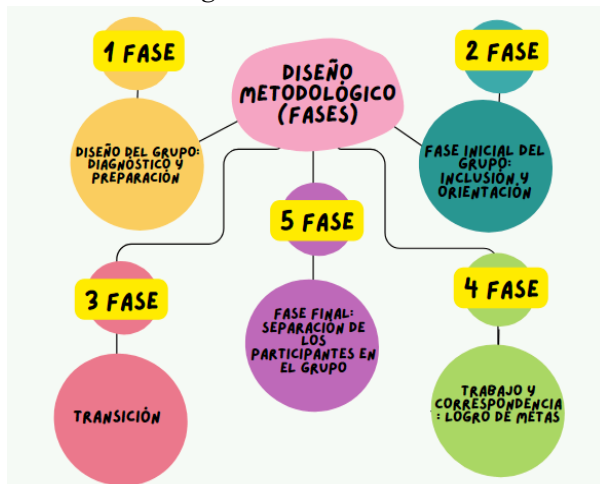 DISEÑO
METODOLÓGICO
(FASES)
1 FASE
DISEÑO DEL GRUPO:
DIAGNÓSTICO Y
PREPARACIÓN
2 FASE
FASE INICIAL DEL
GRUPO:
INCLUSIÓN Y
ORIENTACIÓN
3 FASE
TRANSICIÓN
4 FASE
TRABAJO Y
CORRESPONDENCIA
: LOGRO DE METAS
5 FASE
FASE FINAL:
SEPARACIÓN DE
LOS
PARTICIPANTES EN
EL GRUPO